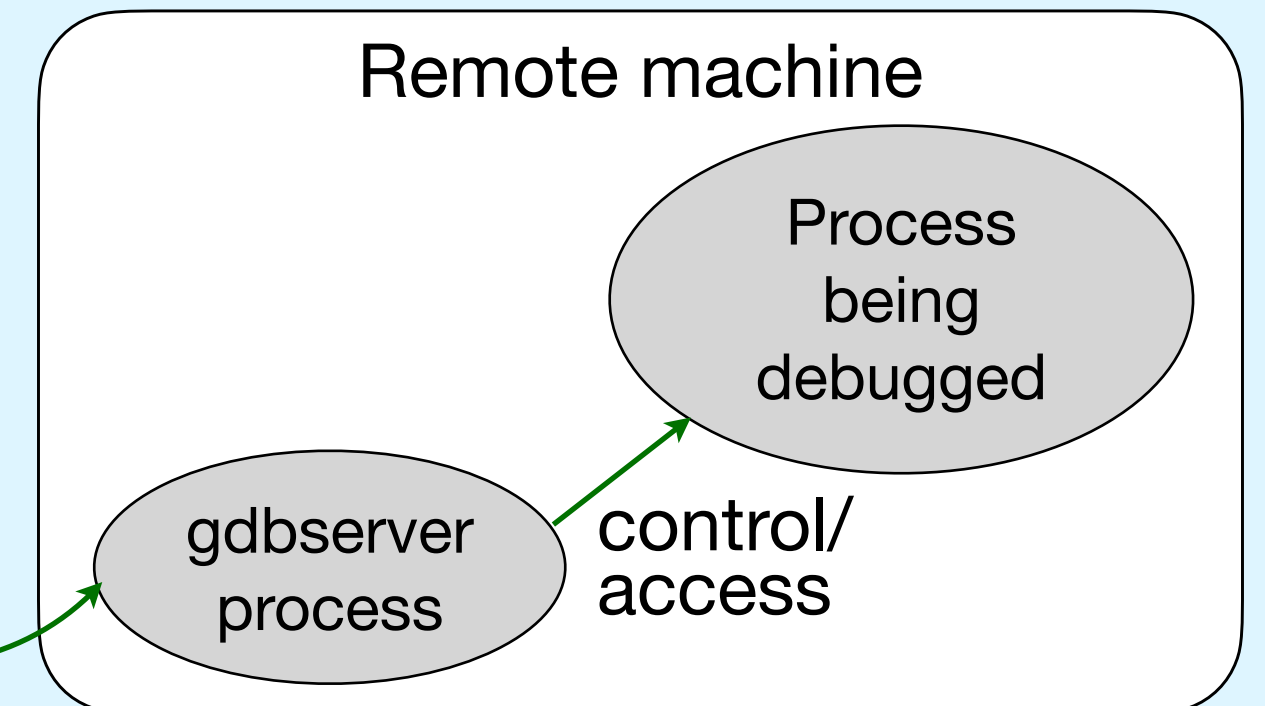 Remote machine
Process
being
debugged
gdbserver
process
control/
access